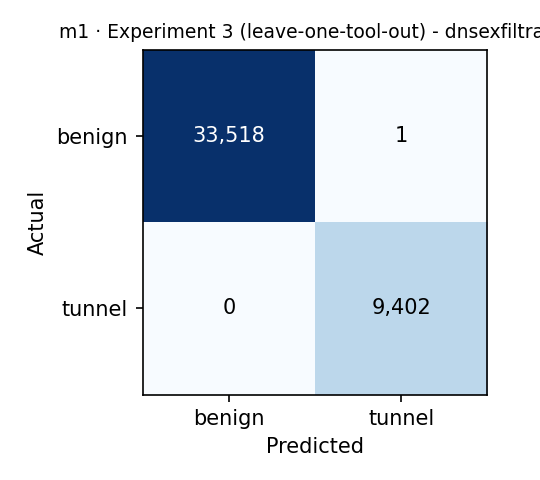 m1 · Experiment 3 (leave-one-tool-out) - dnsexfiltra
benign 33,518 1
Actual
tunnel 0 9,402
benign tunnel
Predicted